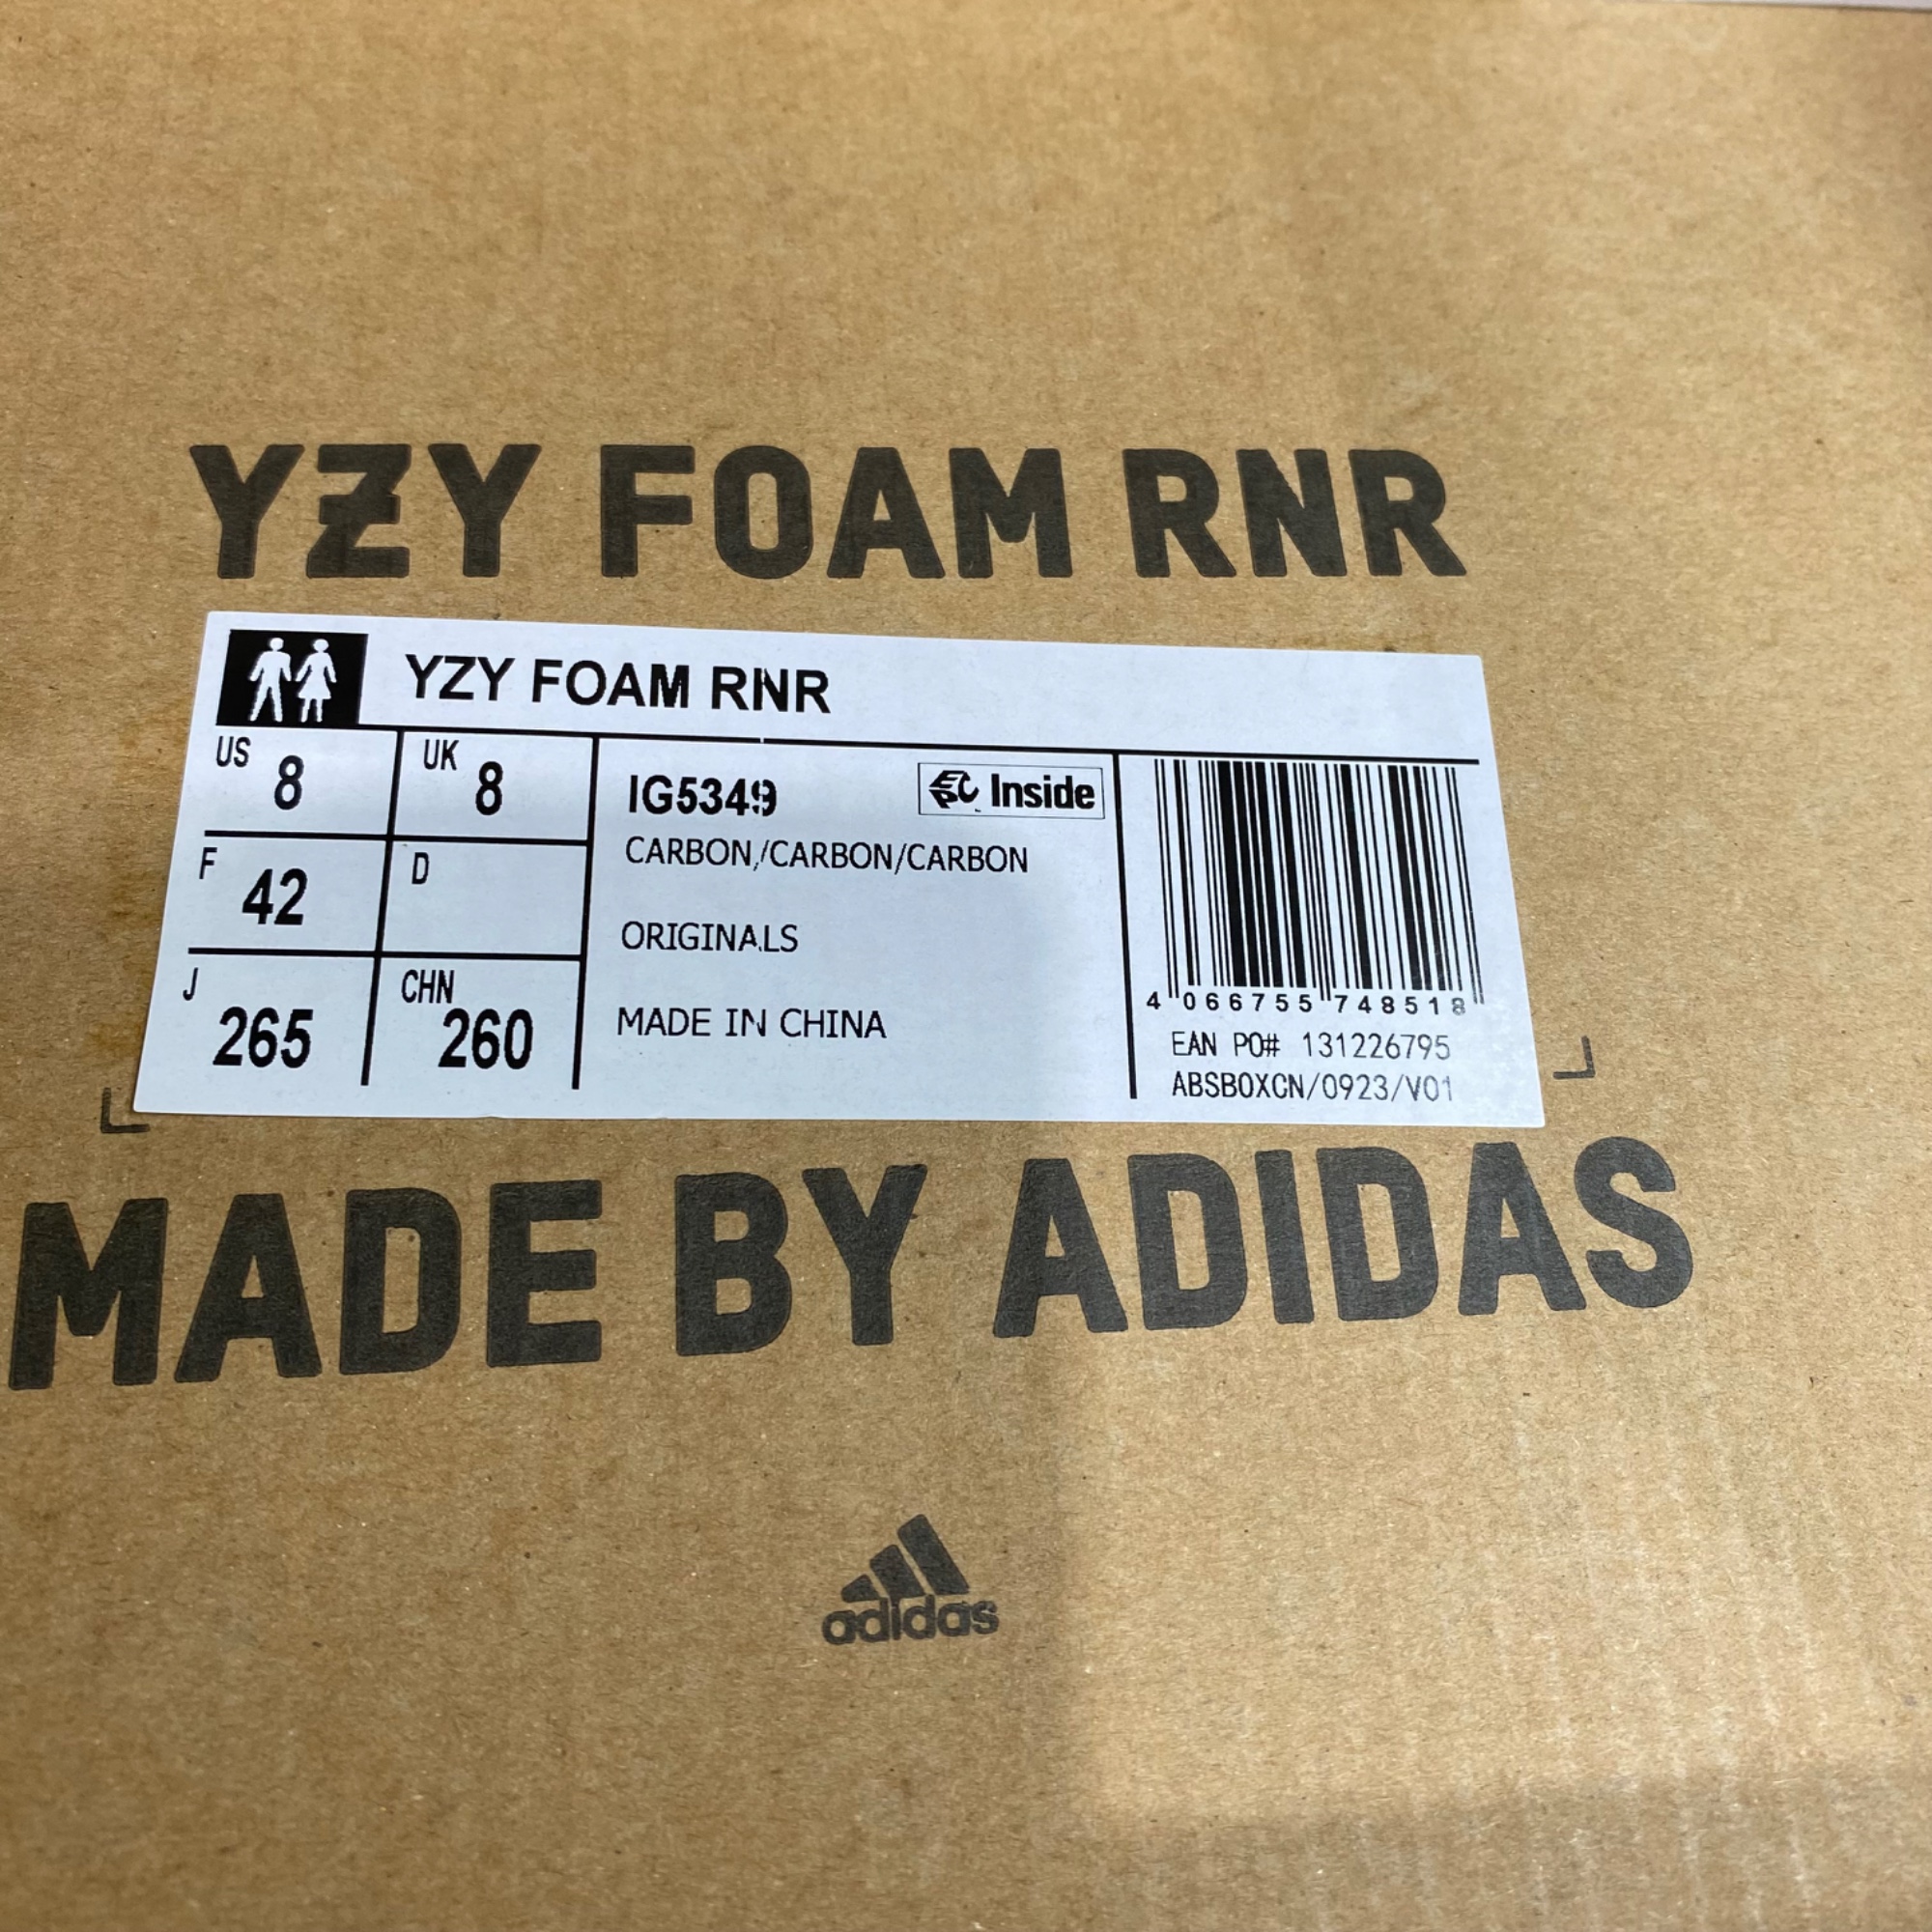 YZY FOAM RNR
YZY FOAM RNR
US 8 UK 8
F 42 D
J 265 CHN 260
IG5349 EPC Inside
CARBON/CARBON/CARBON
ORIGINALS
MADE IN CHINA
4 066755 748518
EAN PO# 131226795
ABSBOXCN/0923/V01
MADE BY ADIDAS
adidas